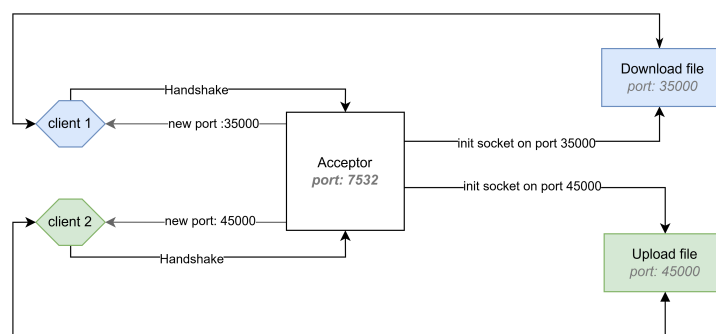 Download file
port: 35000
Handshake
client 1
new port :35000
init socket on port 35000
Acceptor
port: 7532
init socket on port 45000
client 2
new port: 45000
Handshake
Upload file
port: 45000